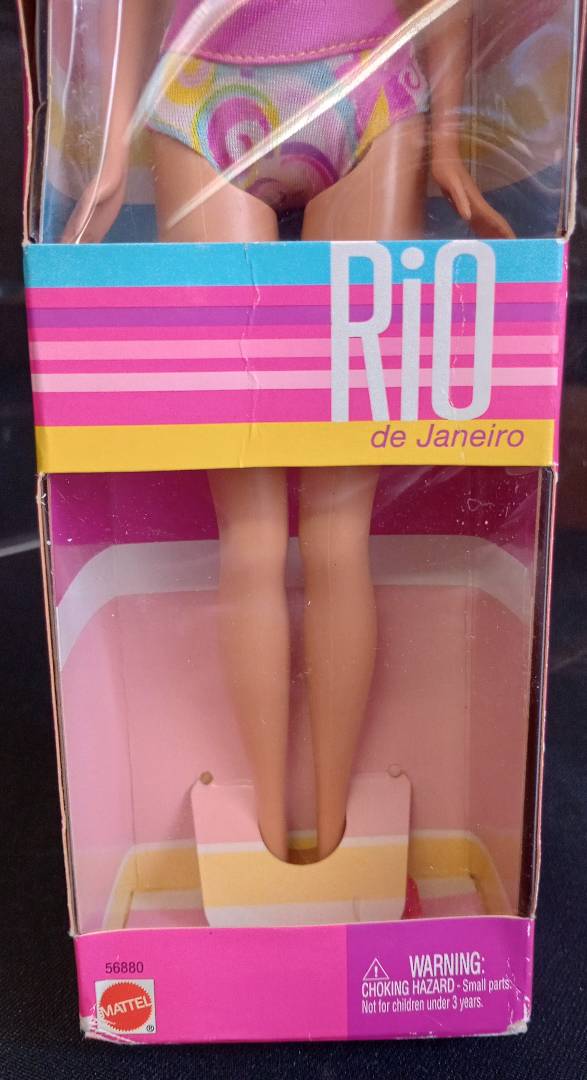 RiO
de Janeiro
56880
MATTEL
®
WARNING:
CHOKING HAZARD - Small parts.
Not for children under 3 years.